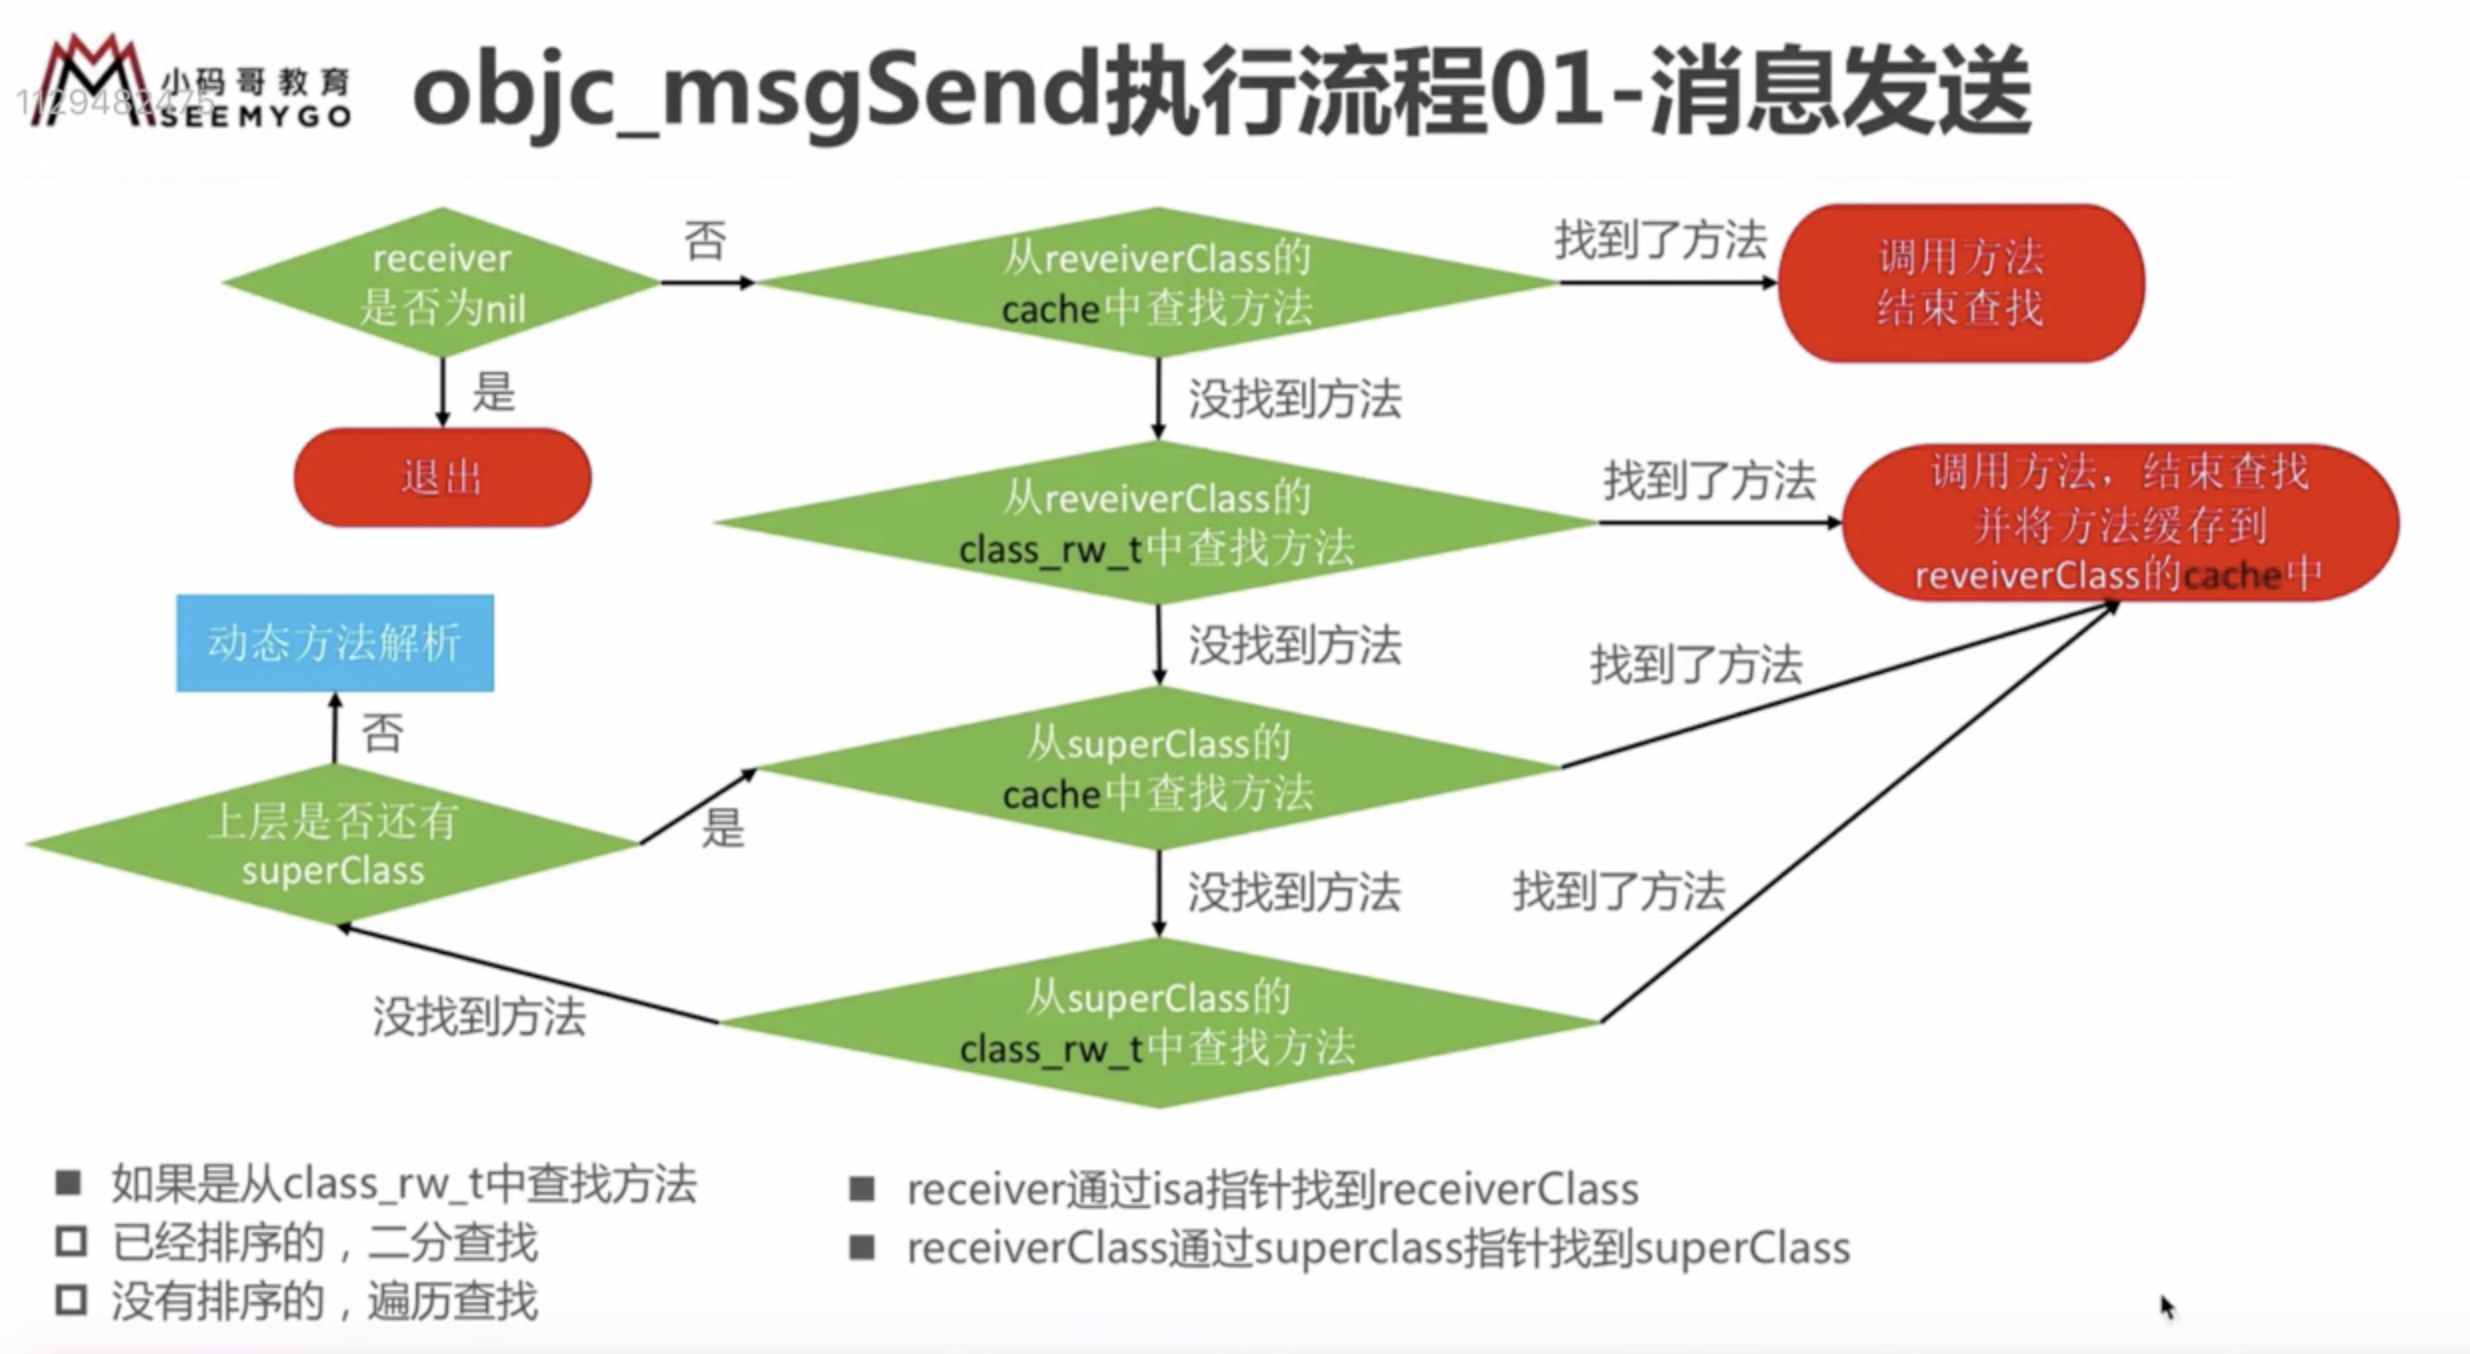 小码哥教育
SEEMYGO
1129482475
objc_msgSend执行流程01-消息发送
receiver
是否为nil
否
从reveiverClass的
cache中查找方法
找到了方法
调用方法
结束查找
是
没找到方法
退出
从reveiverClass的
class_rw_t中查找方法
找到了方法
调用方法，结束查找
并将方法缓存到
reveiverClass的cache中
动态方法解析
没找到方法
找到了方法
否
从superClass的
cache中查找方法
上层是否还有
superClass
是
没找到方法
找到了方法
没找到方法
从superClass的
class_rw_t中查找方法
如果是从class_rw_t中查找方法
已经排序的，二分查找
没有排序的，遍历查找
receiver通过isa指针找到receiverClass
receiverClass通过superclass指针找到superClass